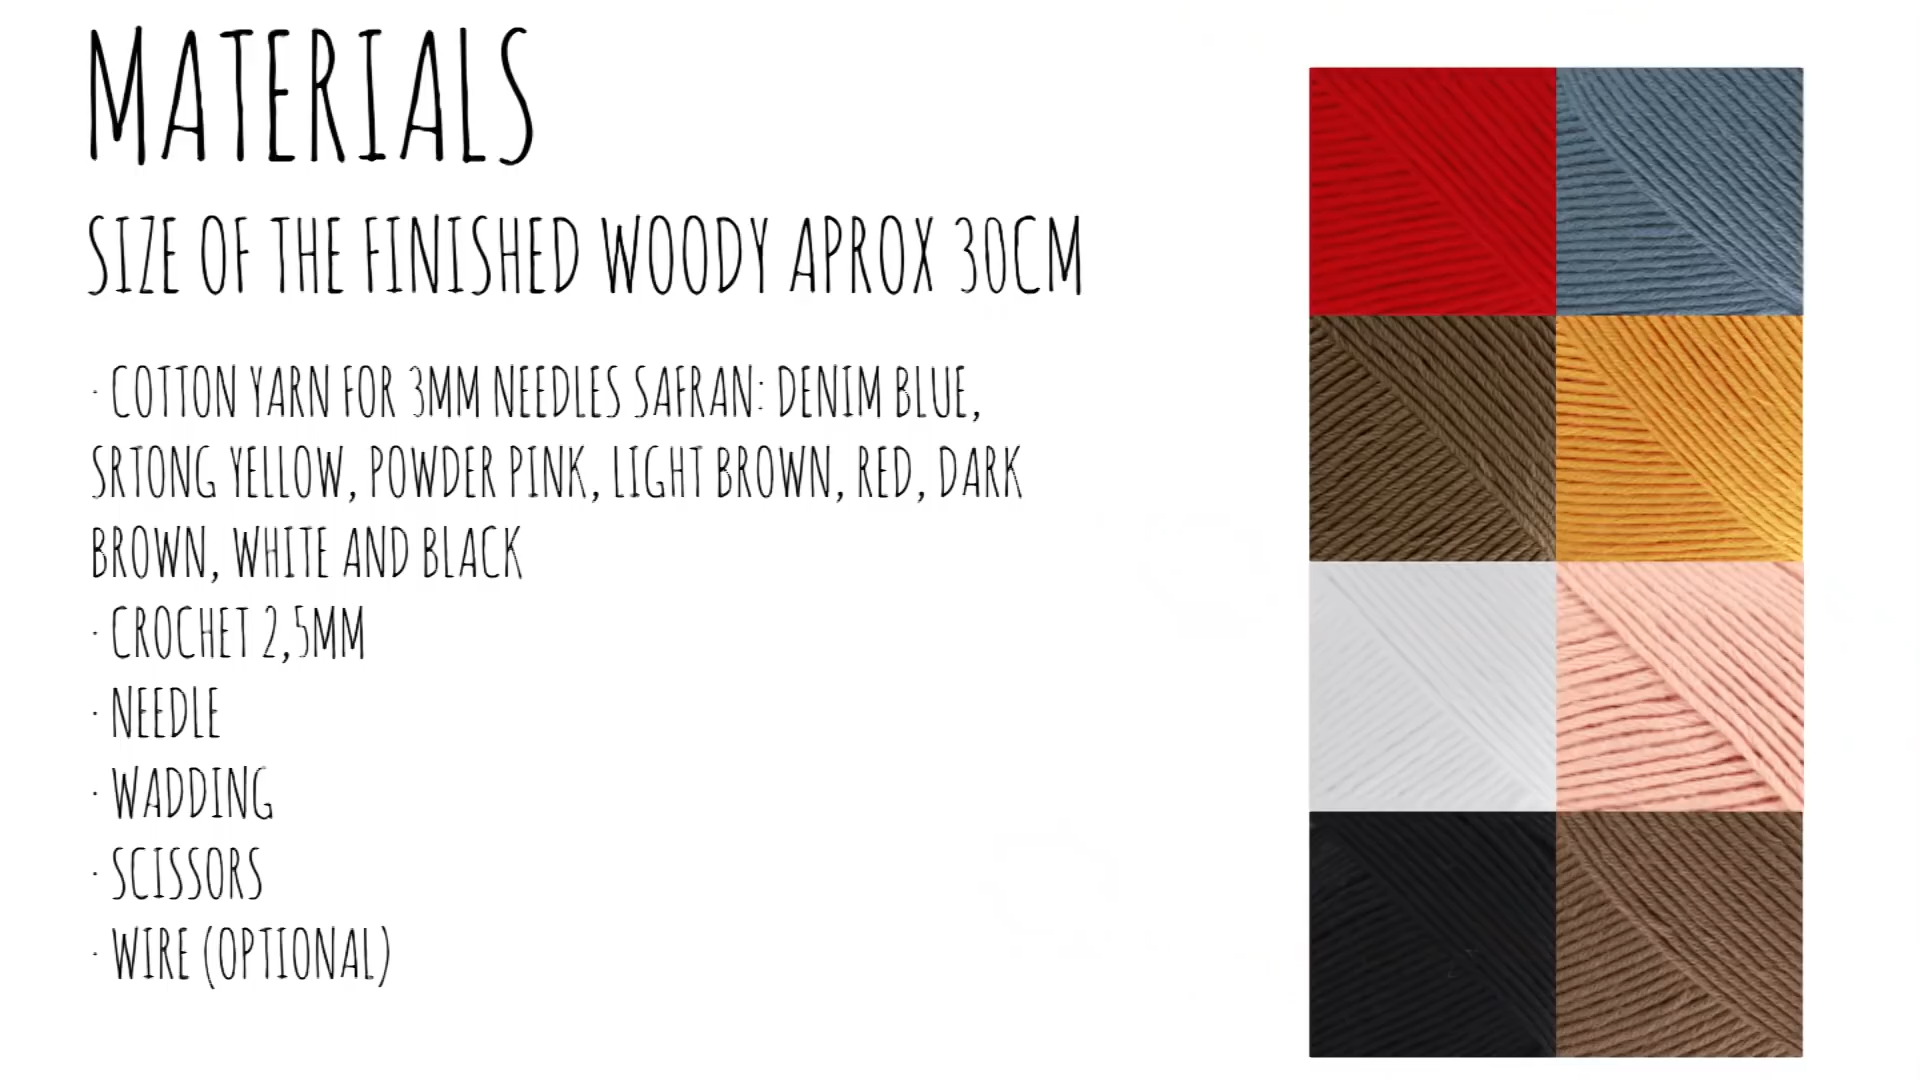 MATERIALS
SIZE OF THE FINISHED WOODY APROX 30CM
· COTTON YARN FOR 3MM NEEDLES SAFRAN: DENIM BLUE,
SRTONG YELLOW, POWDER PINK, LIGHT BROWN, RED, DARK
BROWN, WHITE AND BLACK
· CROCHET 2,5MM
· NEEDLE
· WADDING
· SCISSORS
· WIRE (OPTIONAL)